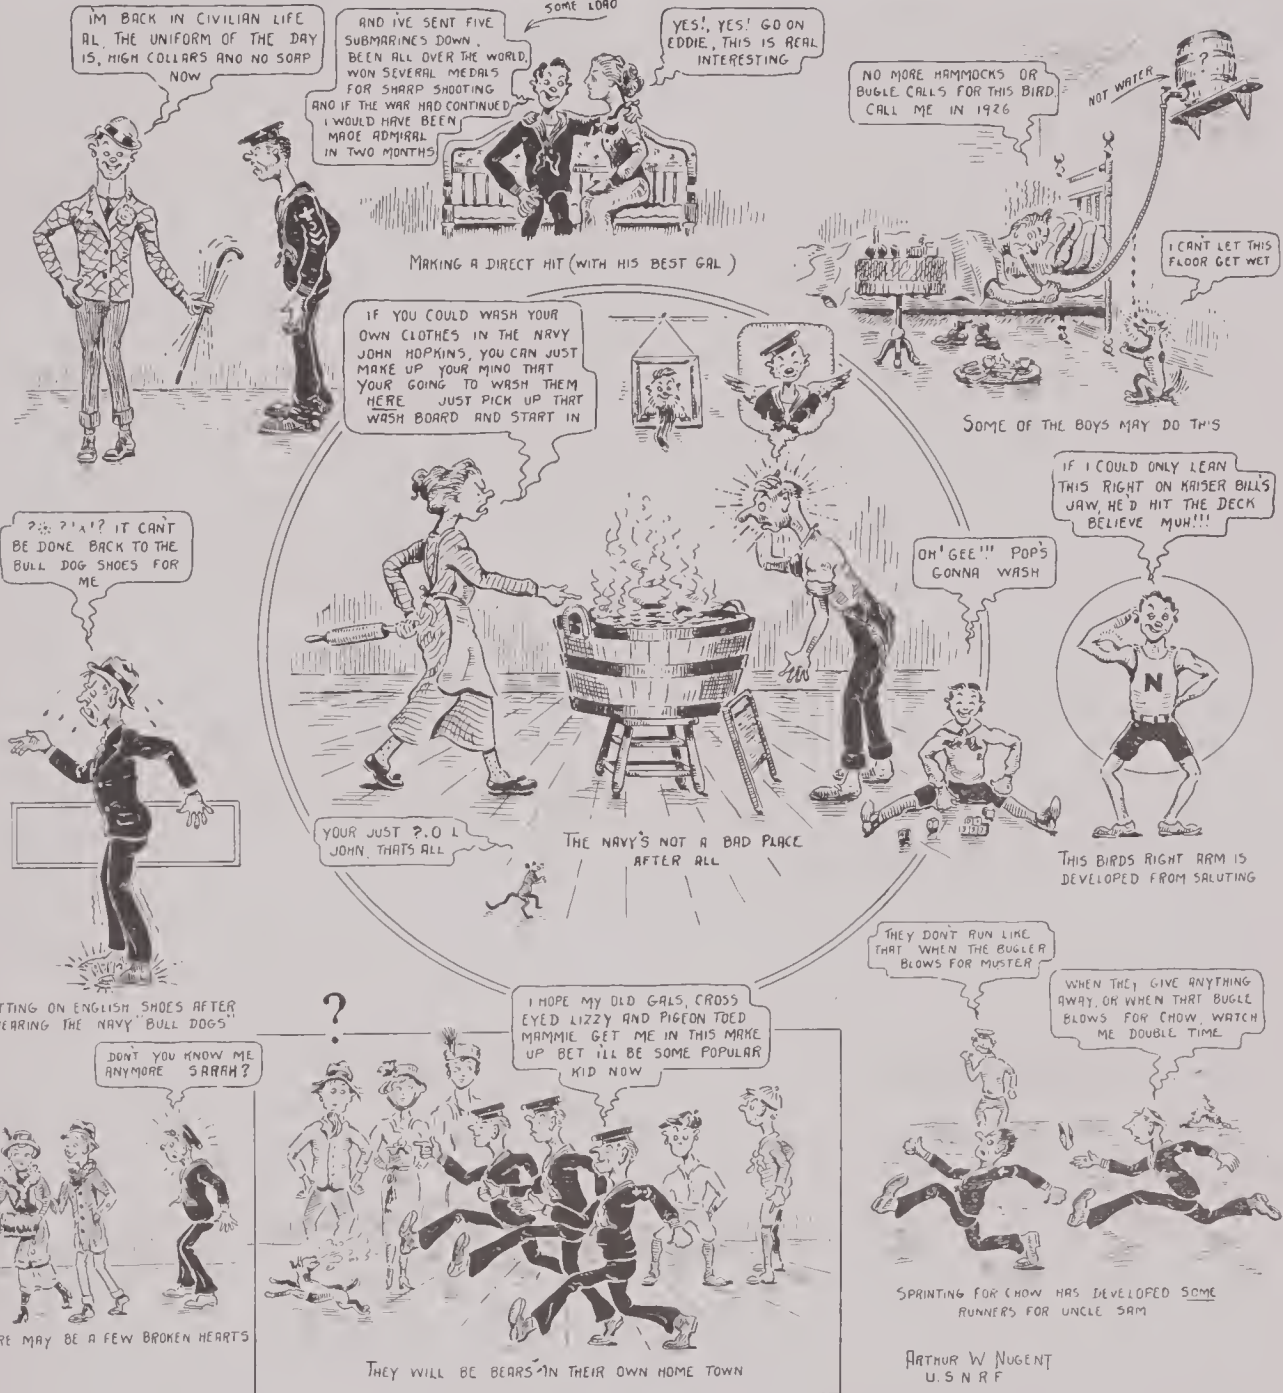 I'M BACK IN CIVILIAN LIFE
AL, THE UNIFORM OF THE DAY
IS, HIGH COLLARS AND NO SOAP
NOW
SOME LOAD
AND I'VE SENT FIVE
SUBMARINES DOWN,
BEEN ALL OVER THE WORLD,
WON SEVERAL MEDALS
FOR SHARP SHOOTING
AND IF THE WAR HAD CONTINUED
I WOULD HAVE BEEN
MADE ADMIRAL
IN TWO MONTHS
YES!, YES! GO ON
EDDIE, THIS IS REAL
INTERESTING
MAKING A DIRECT HIT (WITH HIS BEST GAL)
NO MORE HAMMOCKS OR
BUGLE CALLS FOR THIS BIRD.
CALL ME IN 1926
NOT WATER
?
I CAN'T LET THIS
FLOOR GET WET
SOME OF THE BOYS MAY DO THIS
IF YOU COULD WASH YOUR
OWN CLOTHES IN THE NAVY
JOHN HOPKINS, YOU CAN JUST
MAKE UP YOUR MIND THAT
YOUR GOING TO WASH THEM
HERE JUST PICK UP THAT
WASH BOARD AND START IN
OH! GEE!!! POP'S
GONNA WASH
YOUR JUST ?.O L
JOHN, THATS ALL
THE NAVY'S NOT A BAD PLACE
AFTER ALL
IF I COULD ONLY LEAN
THIS RIGHT ON KAISER BILL'S
JAW, HE'D HIT THE DECK
BELIEVE MUH!!!
N
THIS BIRDS RIGHT ARM IS
DEVELOPED FROM SALUTING
IT CAN'T
BE DONE BACK TO THE
BULL DOG SHOES FOR
ME
TTING ON ENGLISH SHOES AFTER
EARING THE NAVY "BULL DOGS"
DON'T YOU KNOW ME
ANYMORE SARAH?
RE MAY BE A FEW BROKEN HEARTS
?
I HOPE MY OLD GALS, CROSS
EYED LIZZY AND PIGEON TOED
MAMMIE GET ME IN THIS MAKE
UP BET I'LL BE SOME POPULAR
KID NOW
THEY WILL BE BEARS IN THEIR OWN HOME TOWN
THEY DON'T RUN LIKE
THAT WHEN THE BUGLER
BLOWS FOR MUSTER
WHEN THEY GIVE ANYTHING
AWAY, OR WHEN THAT BUGLE
BLOWS FOR CHOW, WATCH
ME DOUBLE TIME
SPRINTING FOR CHOW HAS DEVELOPED SOME
RUNNERS FOR UNCLE SAM
ARTHUR W NUGENT
U.S N R F